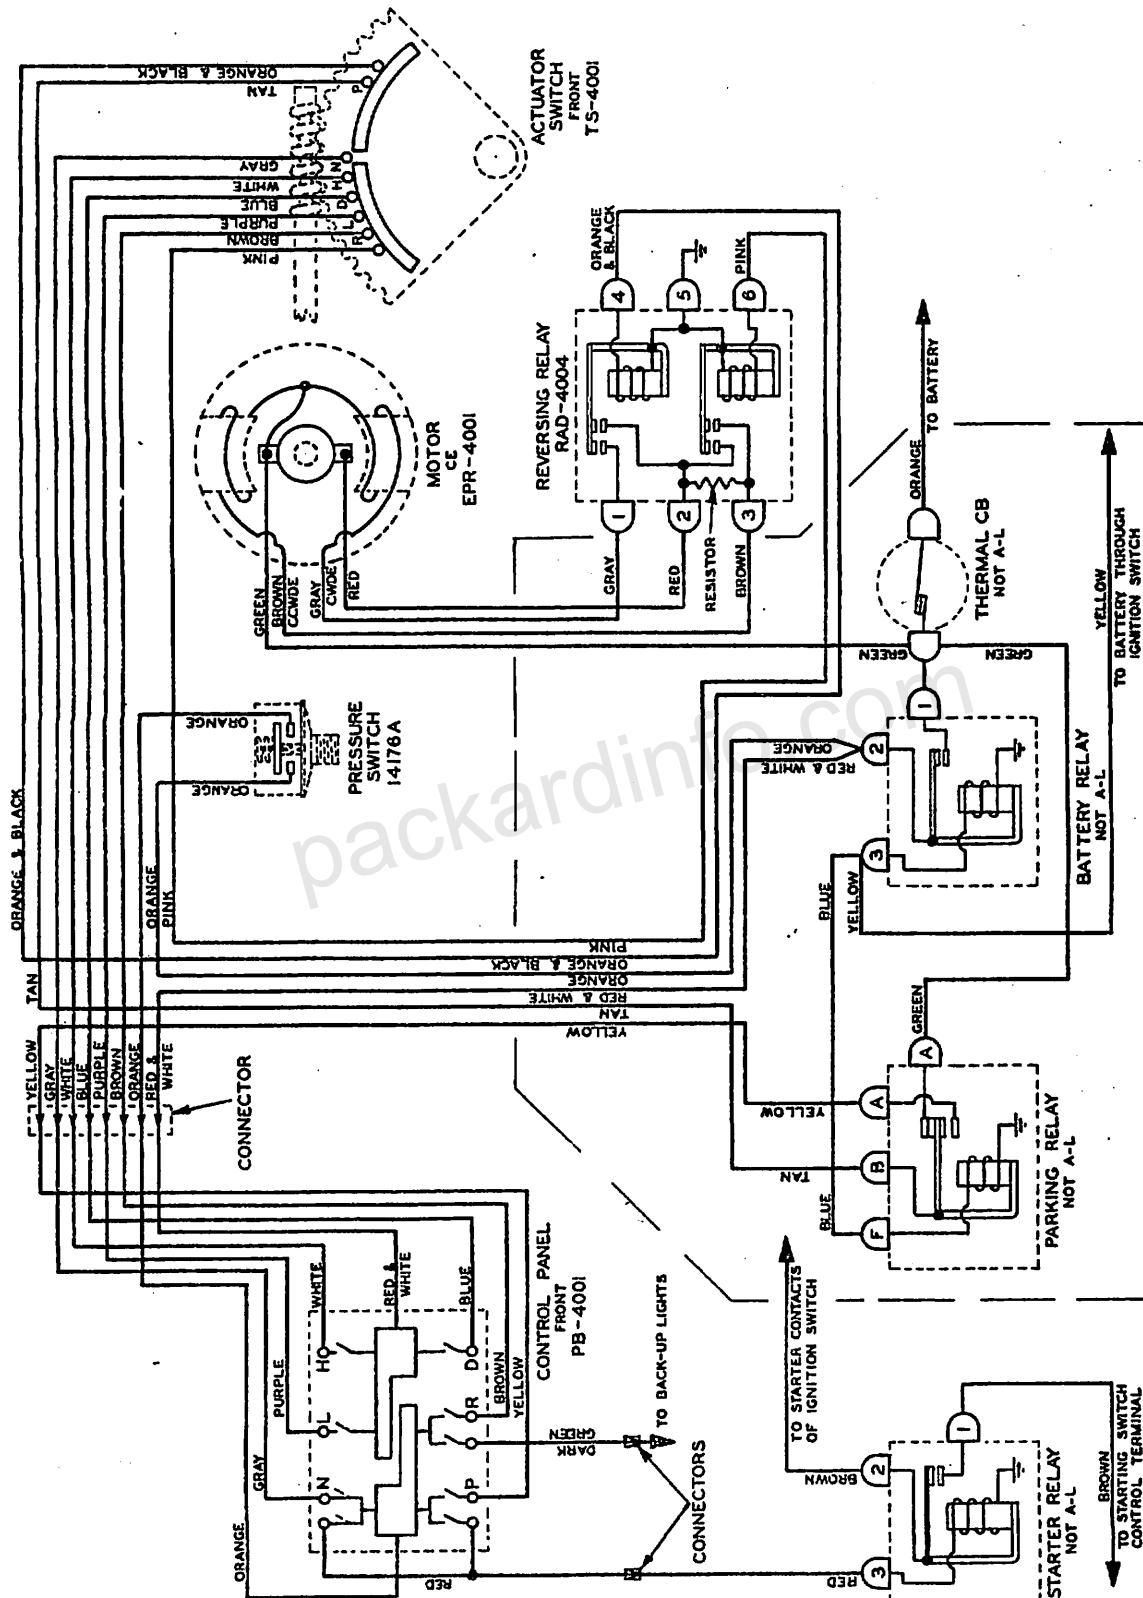 ORANGE & BLACK
TAN
P
GRAY
N
WHITE
H
BLUE
D
PURPLE
L
BROWN
R
PINK
ACTUATOR
SWITCH
FRONT
TS-4001
MOTOR
CE
EPR-4001
GREEN
BROWN
CCWDE
GRAY
CWDE
RED
REVERSING RELAY
RAD-4004
ORANGE
& BLACK
4
5
PINK
6
1
2
3
GRAY
RED
RESISTOR
BROWN
ORANGE
TO BATTERY
THERMAL CB
NOT A-L
GREEN
GREEN
YELLOW
TO BATTERY THROUGH
IGNITION SWITCH
ORANGE
ORANGE
PRESSURE
SWITCH
14176A
packardinfo.com
ORANGE & BLACK
ORANGE
PINK
PINK
ORANGE & BLACK
ORANGE
RED & WHITE
TAN
YELLOW
TAN
1
2
3
ORANGE
RED & WHITE
BLUE
YELLOW
BATTERY RELAY
NOT A-L
YELLOW
GRAY
WHITE
BLUE
PURPLE
BROWN
ORANGE
RED &
WHITE
CONNECTOR
GREEN
A
A
B
F
YELLOW
TAN
BLUE
PARKING RELAY
NOT A-L
WHITE
RED &
WHITE
BLUE
PURPLE
GRAY
ORANGE
H
L
N
D
R
P
BROWN
YELLOW
CONTROL PANEL
FRONT
PB-4001
DARK
GREEN
TO BACK-UP LIGHTS
CONNECTORS
RED
RED
TO STARTER CONTACTS
OF IGNITION SWITCH
BROWN
2
3
1
STARTER RELAY
NOT A-L
BROWN
TO STARTING SWITCH
CONTROL TERMINAL